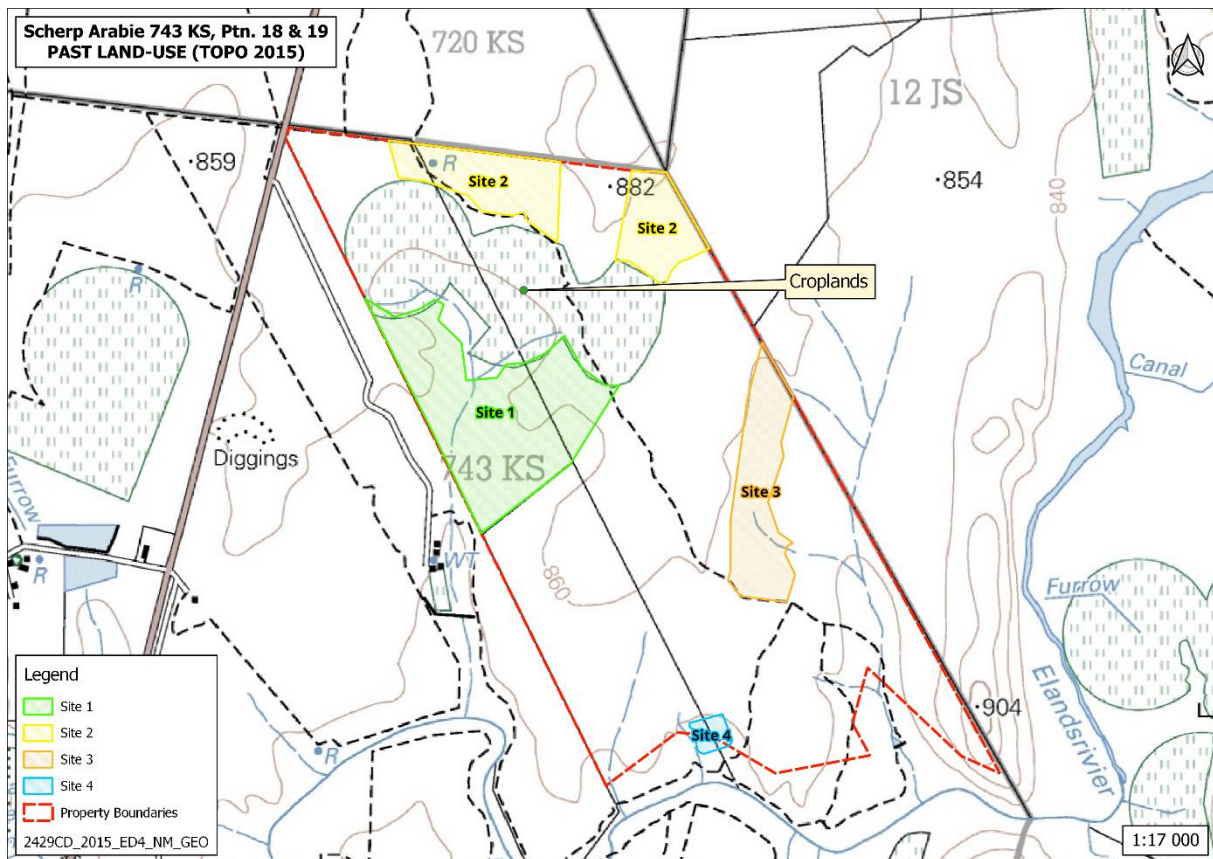 Scherp Arabie 743 KS, Ptn. 18 & 19
PAST LAND-USE (TOPO 2015)
720 KS
12 JS
859
R
Site 2
882
Site 2
854
840
R
Croplands
Canal
Site 1
Diggings
743 KS
Site 3
Furrow
R
WT
860
Furrow
904
Elandsrivier
Site 4
R
Legend
Site 1
Site 2
Site 3
Site 4
Property Boundaries
2429CD_2015_ED4_NM_GEO
1:17 000